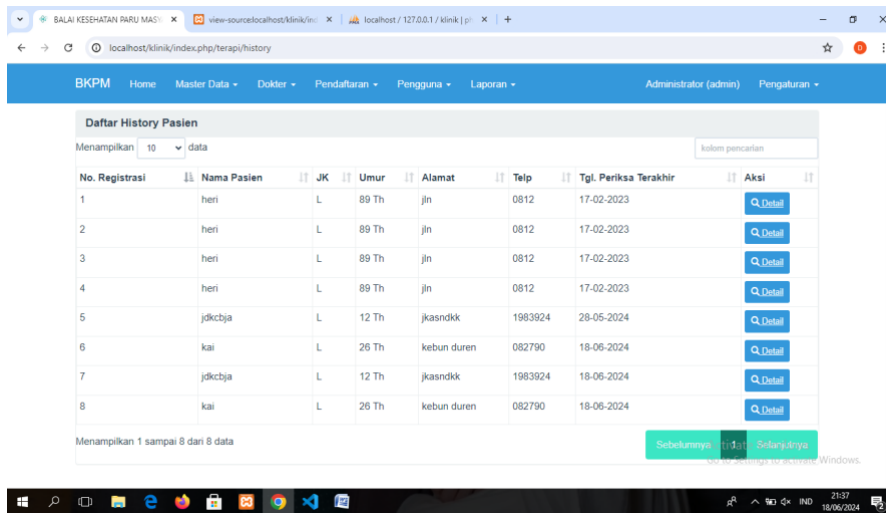 BALAI KESEHATAN PARU MASY
view-source:localhost/klinik/ind
localhost / 127.0.0.1 / klinik | ph
localhost/klinik/index.php/terapi/history
BKPM Home Master Data Dokter Pendaftaran Pengguna Laporan Administrator (admin) Pengaturan
Daftar History Pasien
Menampilkan 10 data kolom pencarian
No. Registrasi Nama Pasien JK Umur Alamat Telp Tgl. Periksa Terakhir Aksi
1 heri L 89 Th jln 0812 17-02-2023 Detail
2 heri L 89 Th jln 0812 17-02-2023 Detail
3 heri L 89 Th jln 0812 17-02-2023 Detail
4 heri L 89 Th jln 0812 17-02-2023 Detail
5 jdkcbja L 12 Th jkasndkk 1983924 28-05-2024 Detail
6 kai L 26 Th kebun duren 082790 18-06-2024 Detail
7 jdkcbja L 12 Th jkasndkk 1983924 18-06-2024 Detail
8 kai L 26 Th kebun duren 082790 18-06-2024 Detail
Menampilkan 1 sampai 8 dari 8 data Sebelumnya 1 Selanjutnya
Go to Settings to activate Windows.
IND 21:37
18/06/2024